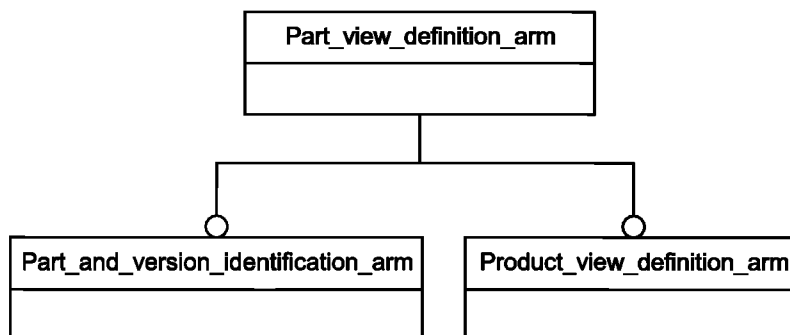 Part_view_definition_arm
Part_and_version_identification_arm
Product_view_definition_arm